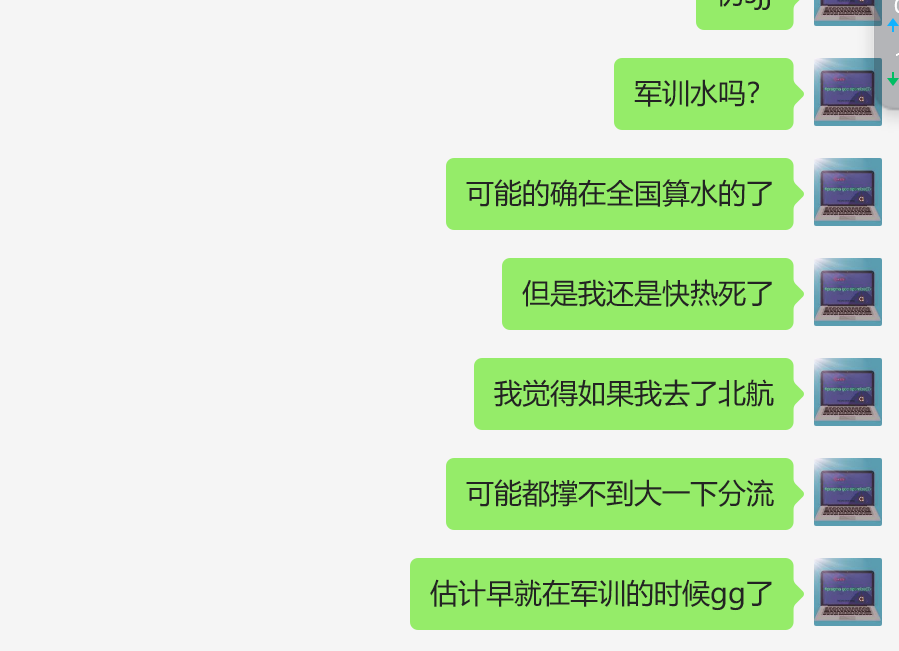 军训水吗？
可能的确在全国算水的了
但是我还是快热死了
我觉得如果我去了北航
可能都撑不到大一下分流
估计早就在军训的时候gg了